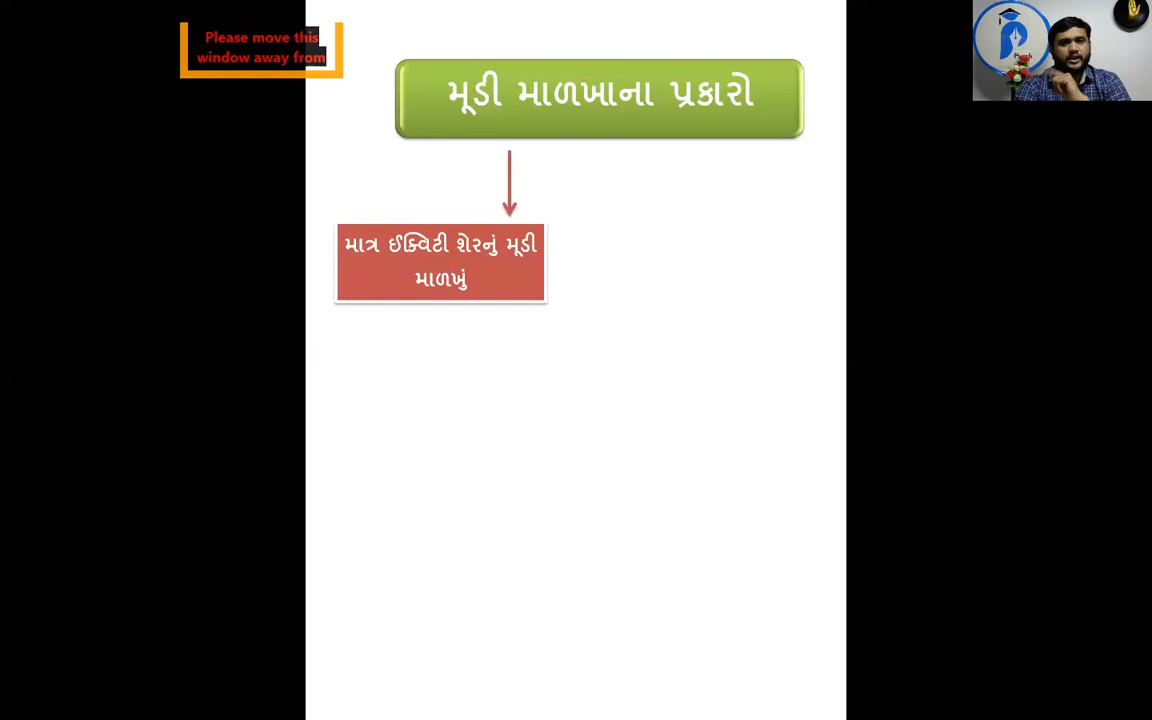 Please move this
window away from
મૂડી માળખાના પ્રકારો
માત્ર ઈક્વિટી શેરનું મૂડી
માળખું